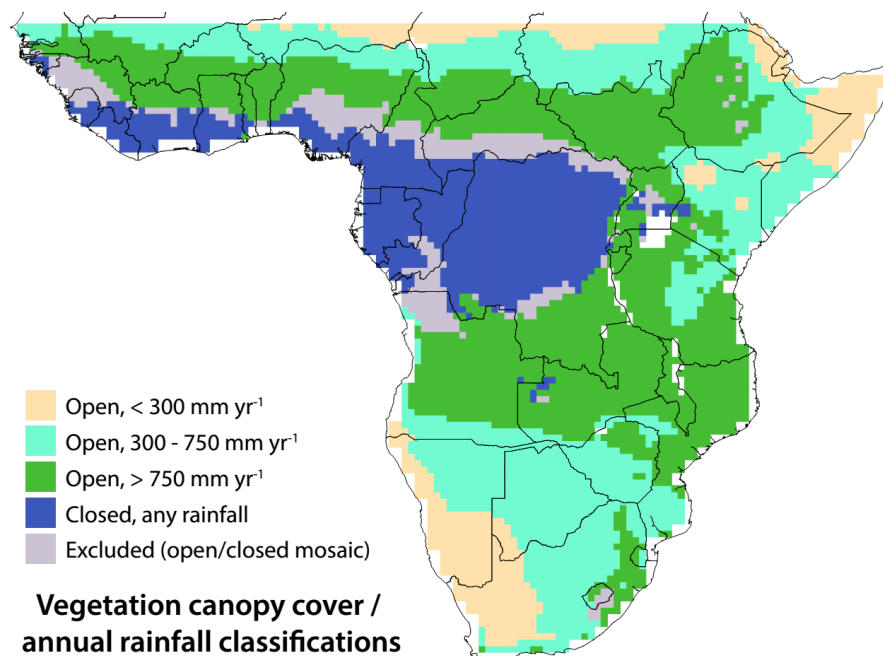 Open, < 300 mm yr⁻¹
Open, 300 - 750 mm yr⁻¹
Open, > 750 mm yr⁻¹
Closed, any rainfall
Excluded (open/closed mosaic)
Vegetation canopy cover /
annual rainfall classifications